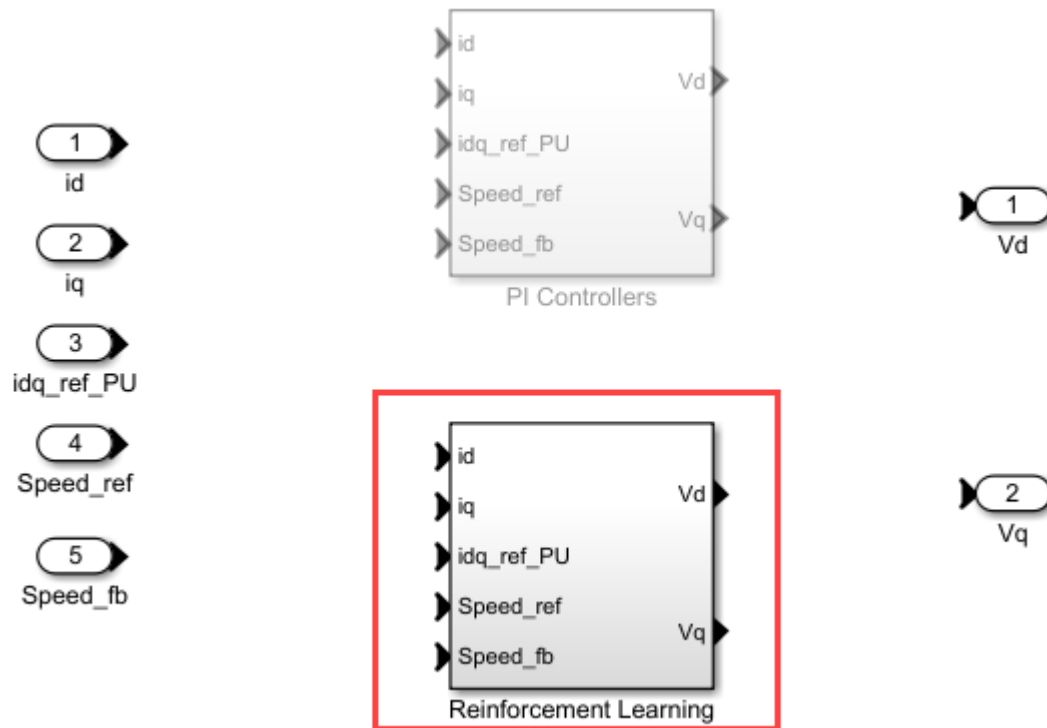 1
id
2
iq
3
idq_ref_PU
4
Speed_ref
5
Speed_fb
id
iq
idq_ref_PU
Speed_ref
Speed_fb
Vd
Vq
PI Controllers
id
iq
idq_ref_PU
Speed_ref
Speed_fb
Vd
Vq
Reinforcement Learning
1
Vd
2
Vq